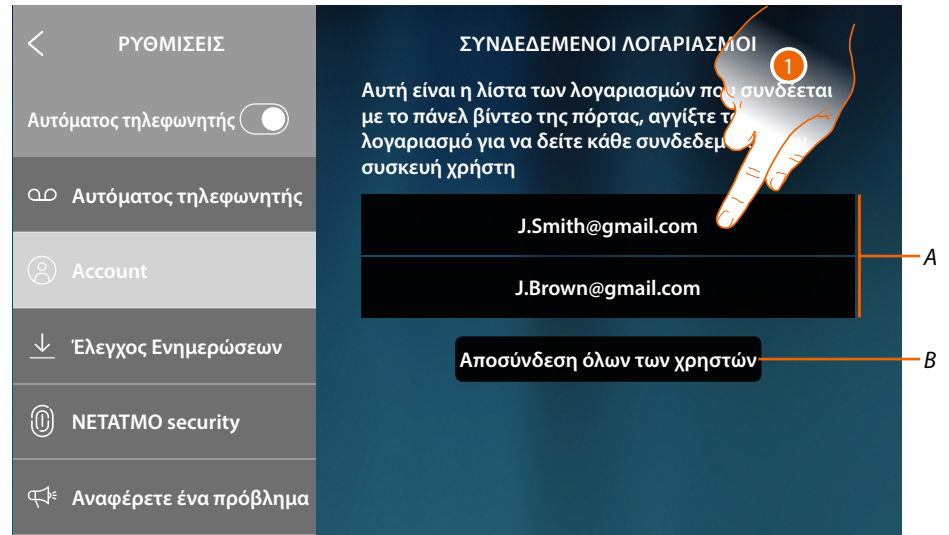 ΡΥΘΜΙΣΕΙΣ
Αυτόματος τηλεφωνητής
Αυτόματος τηλεφωνητής
Account
Έλεγχος Ενημερώσεων
NETATMO security
Αναφέρετε ένα πρόβλημα
ΣΥΝΔΕΔΕΜΕΝΟΙ ΛΟΓΑΡΙΑΣΜΟΙ
1
Αυτή είναι η λίστα των λογαριασμών που συνδέεται
με το πάνελ βίντεο της πόρτας, αγγίξτε
λογαριασμό για να δείτε κάθε
συσκευή χρήστη
J.Smith@gmail.com
A
J.Brown@gmail.com
Αποσύνδεση όλων των χρηστών
B